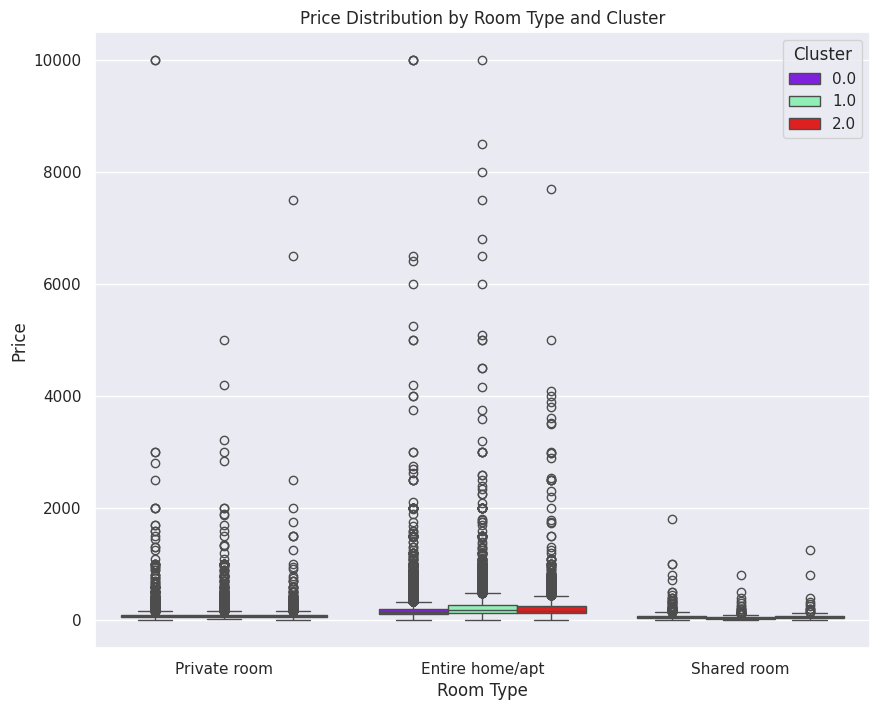 Price Distribution by Room Type and Cluster
Cluster
0.0
1.0
2.0
10000
8000
6000
4000
2000
0
Price
Private room
Entire home/apt
Shared room
Room Type